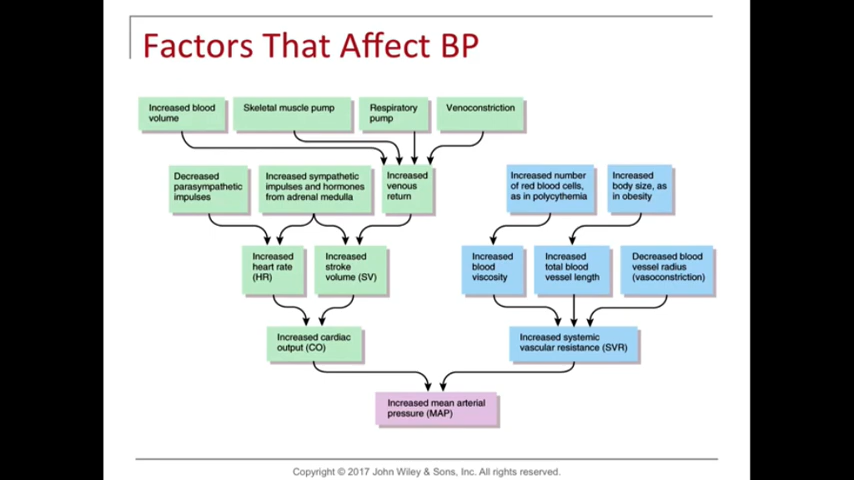 Factors That Affect BP
Increased blood
volume
Skeletal muscle pump
Respiratory
pump
Venoconstriction
Decreased
parasympathetic
impulses
Increased sympathetic
impulses and hormones
from adrenal medulla
Increased
venous
return
Increased number
of red blood cells,
as in polycythemia
Increased
body size, as
in obesity
Increased
heart rate
(HR)
Increased
stroke
volume (SV)
Increased
blood
viscosity
Increased
total blood
vessel length
Decreased blood
vessel radius
(vasoconstriction)
Increased cardiac
output (CO)
Increased systemic
vascular resistance (SVR)
Increased mean arterial
pressure (MAP)
Copyright © 2017 John Wiley & Sons, Inc. All rights reserved.